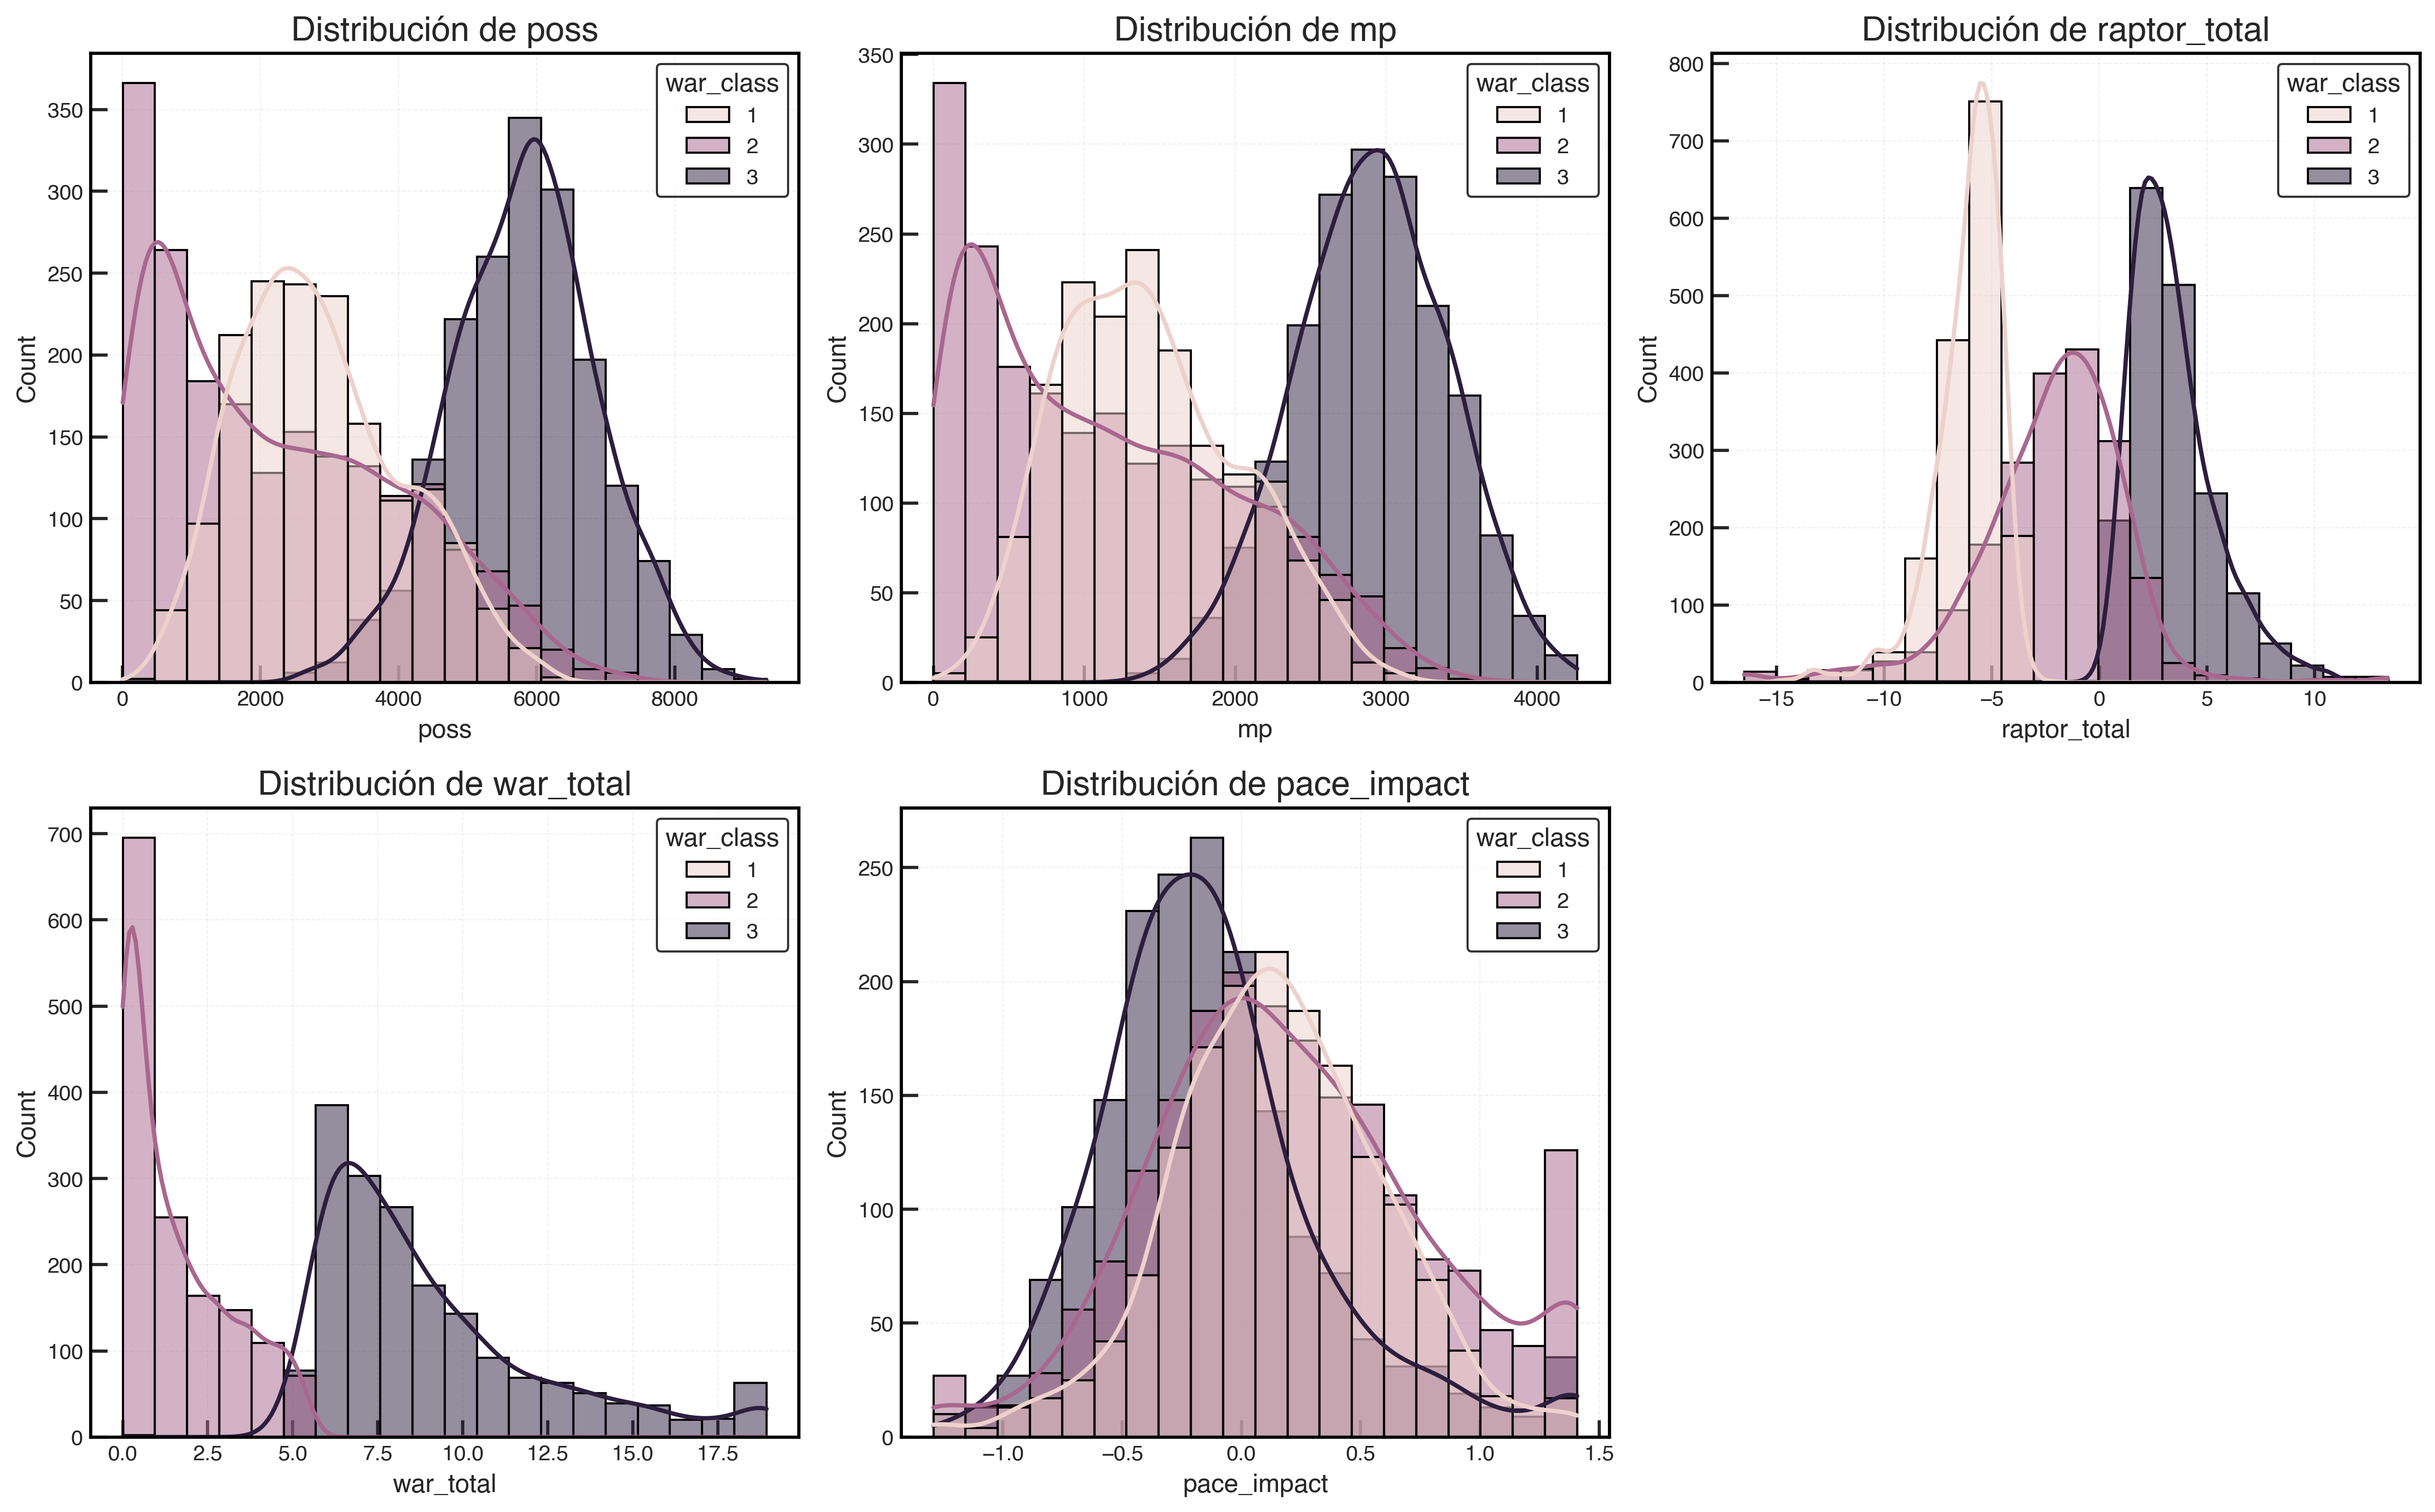 Distribución de poss
350
300
250
200
150
100
50
0
Count
0 2000 4000 6000 8000
poss
war_class
1
2
3
Distribución de mp
350
300
250
200
150
100
50
0
Count
0 1000 2000 3000 4000
mp
war_class
1
2
3
Distribución de raptor_total
800
700
600
500
400
300
200
100
0
Count
−15 −10 −5 0 5 10
raptor_total
war_class
1
2
3
Distribución de war_total
700
600
500
400
300
200
100
0
Count
0.0 2.5 5.0 7.5 10.0 12.5 15.0 17.5
war_total
war_class
1
2
3
Distribución de pace_impact
250
200
150
100
50
0
Count
−1.0 −0.5 0.0 0.5 1.0 1.5
pace_impact
war_class
1
2
3